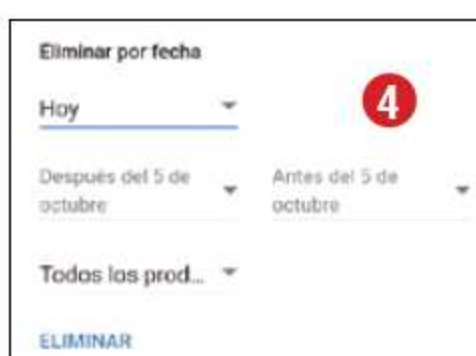 Eliminar por fecha
Hoy
4
Después del 5 de
octubre
Antes del 5 de
octubre
Todos los prod...
ELIMINAR